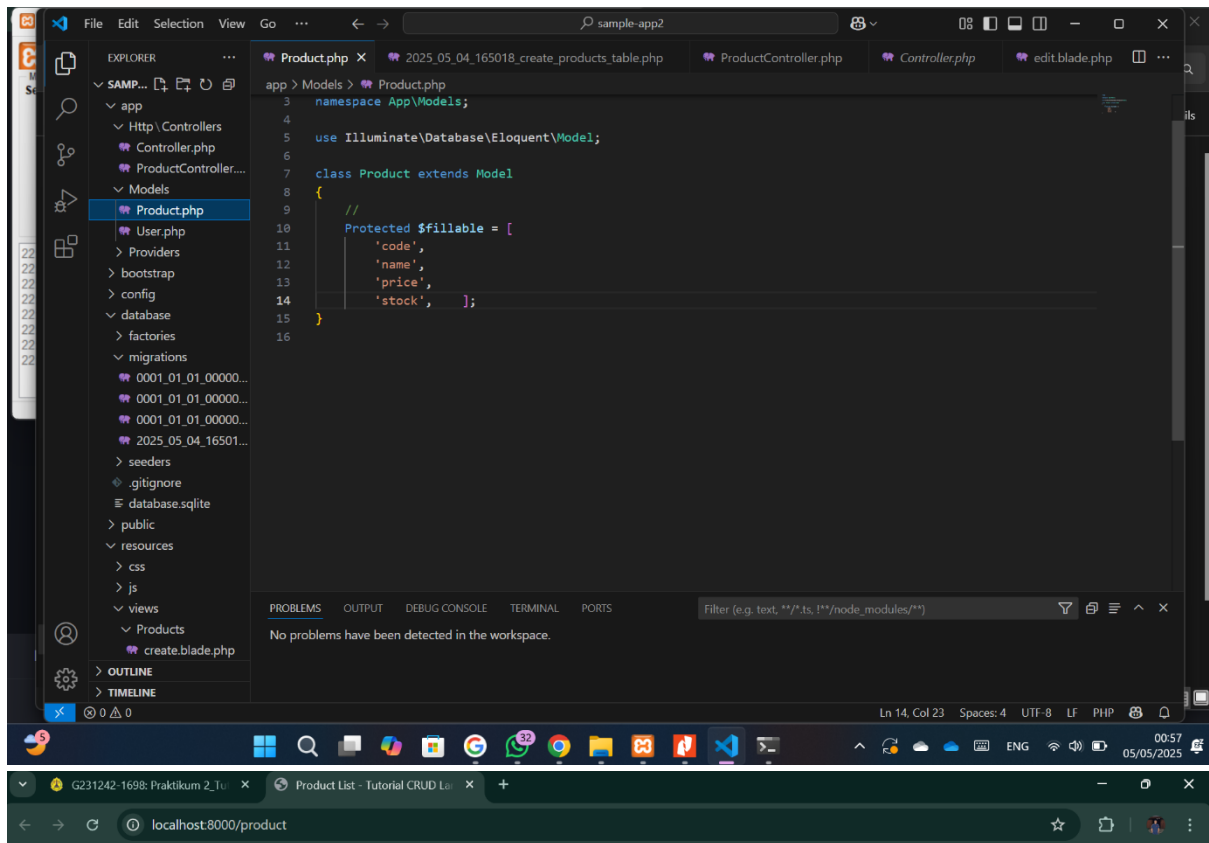 File Edit Selection View Go ··· sample-app2
EXPLORER ···
Product.php 2025_05_04_165018_create_products_table.php ProductController.php Controller.php edit.blade.php ···
SAMP...
app > Models > Product.php
app
Http\Controllers
Controller.php
ProductController....
Models
Product.php
User.php
Providers
bootstrap
config
database
factories
migrations
0001_01_01_00000...
0001_01_01_00000...
0001_01_01_00000...
2025_05_04_16501...
seeders
.gitignore
database.sqlite
public
resources
css
js
views
Products
create.blade.php
OUTLINE
TIMELINE
3 namespace App\Models;
4
5 use Illuminate\Database\Eloquent\Model;
6
7 class Product extends Model
8 {
9 //
10 Protected $fillable = [
11 'code',
12 'name',
13 'price',
14 'stock', ];
15 }
16
PROBLEMS OUTPUT DEBUG CONSOLE TERMINAL PORTS Filter (e.g. text, **/*.ts, !**/node_modules/**)
No problems have been detected in the workspace.
0 0 Ln 14, Col 23 Spaces: 4 UTF-8 LF PHP
5 32 ENG 00:57
05/05/2025
G231242-1698: Praktikum 2_Tu Product List - Tutorial CRUD La
localhost:8000/product